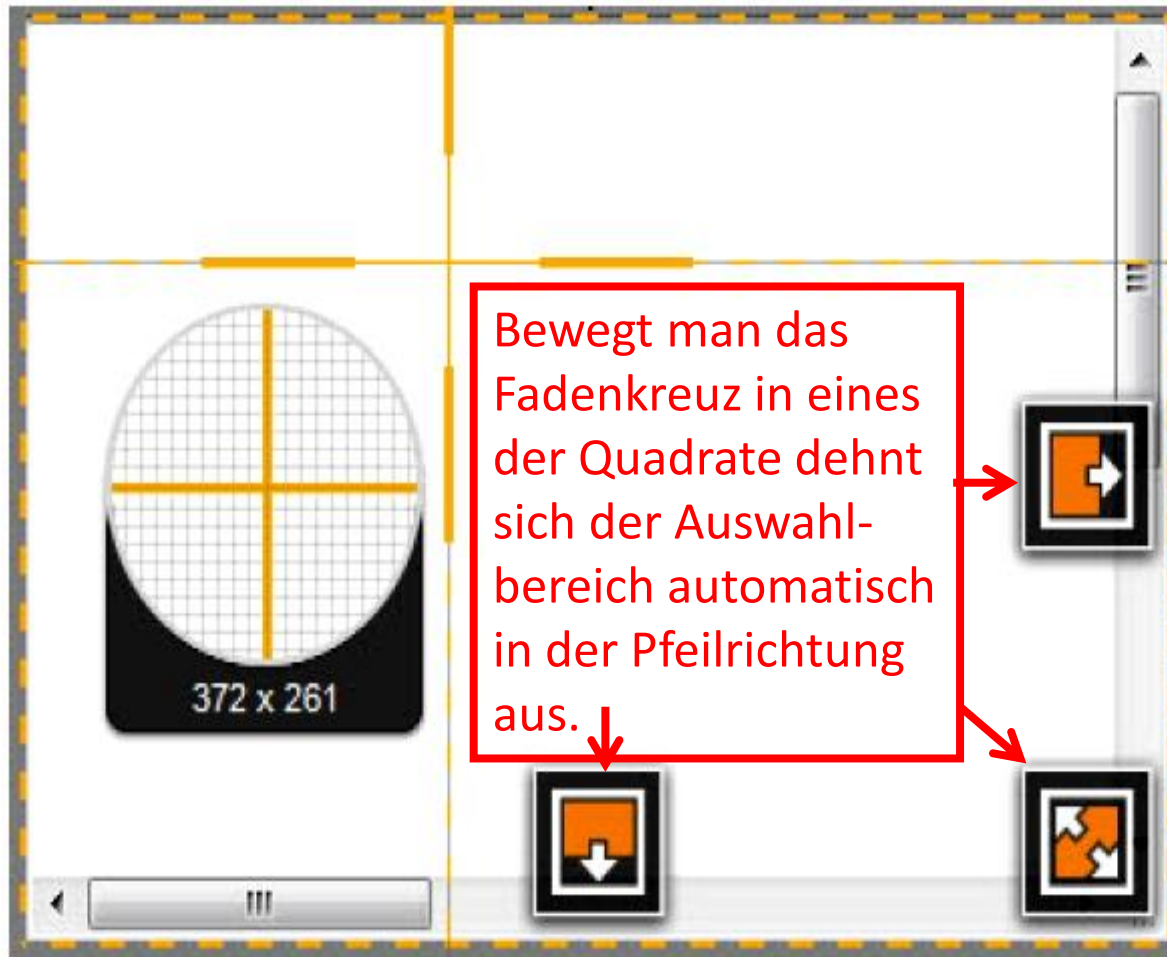 Bewegt man das
Fadenkreuz in eines
der Quadrate dehnt
sich der Auswahl-
bereich automatisch
in der Pfeilrichtung
aus.
372 x 261